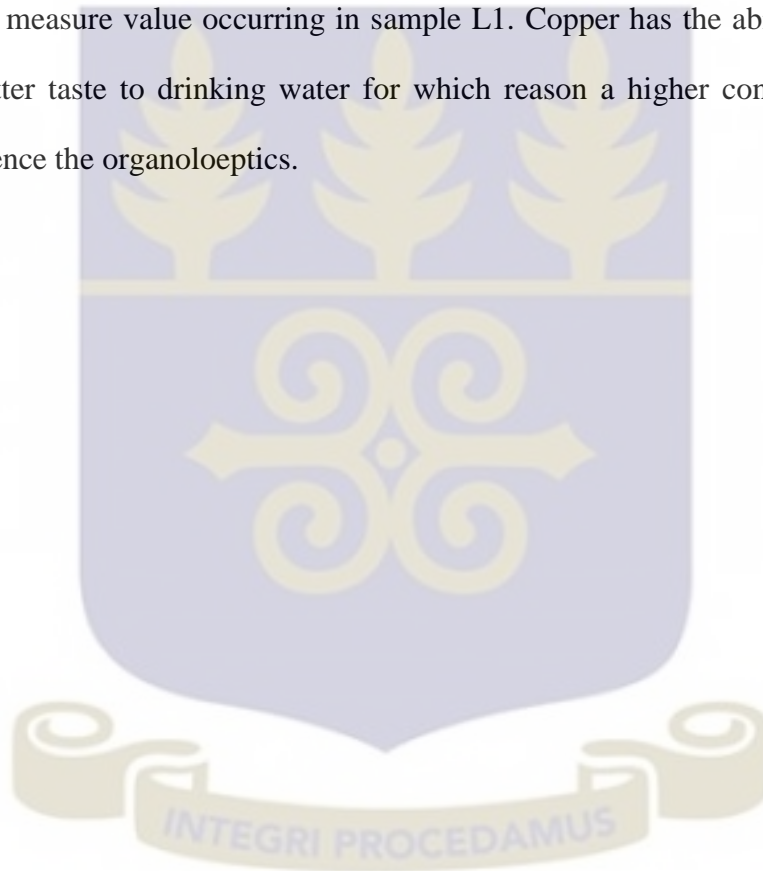 measure value occurring in sample L1. Copper has the ab
tter taste to drinking water for which reason a higher con
ence the organoloeptics.
INTEGRI PROCEDAMUS